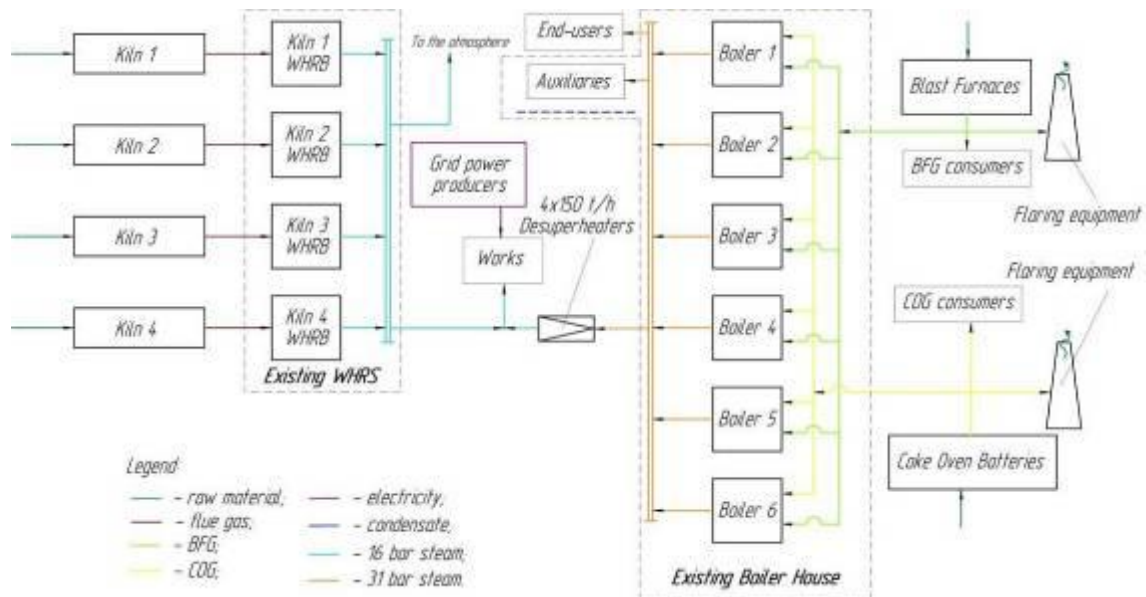 Kiln 1
Kiln 1
WHRB
To the atmosphere
End-users
Auxiliaries
Boiler 1
Blast Furnaces
Kiln 2
Kiln 2
WHRB
Grid power
producers
Boiler 2
BFG consumers
Flaring equipment
Kiln 3
Kiln 3
WHRB
4x150 t/h
Desuperheaters
Works
Boiler 3
Flaring equipment
COG consumers
Kiln 4
Kiln 4
WHRB
Boiler 4
Existing WHRS
Boiler 5
Coke Oven Batteries
Boiler 6
Existing Boiler House
Legend
- raw material;
- flue gas;
- BFG;
- COG;
- electricity;
- condensate;
- 16 bar steam;
- 31 bar steam.